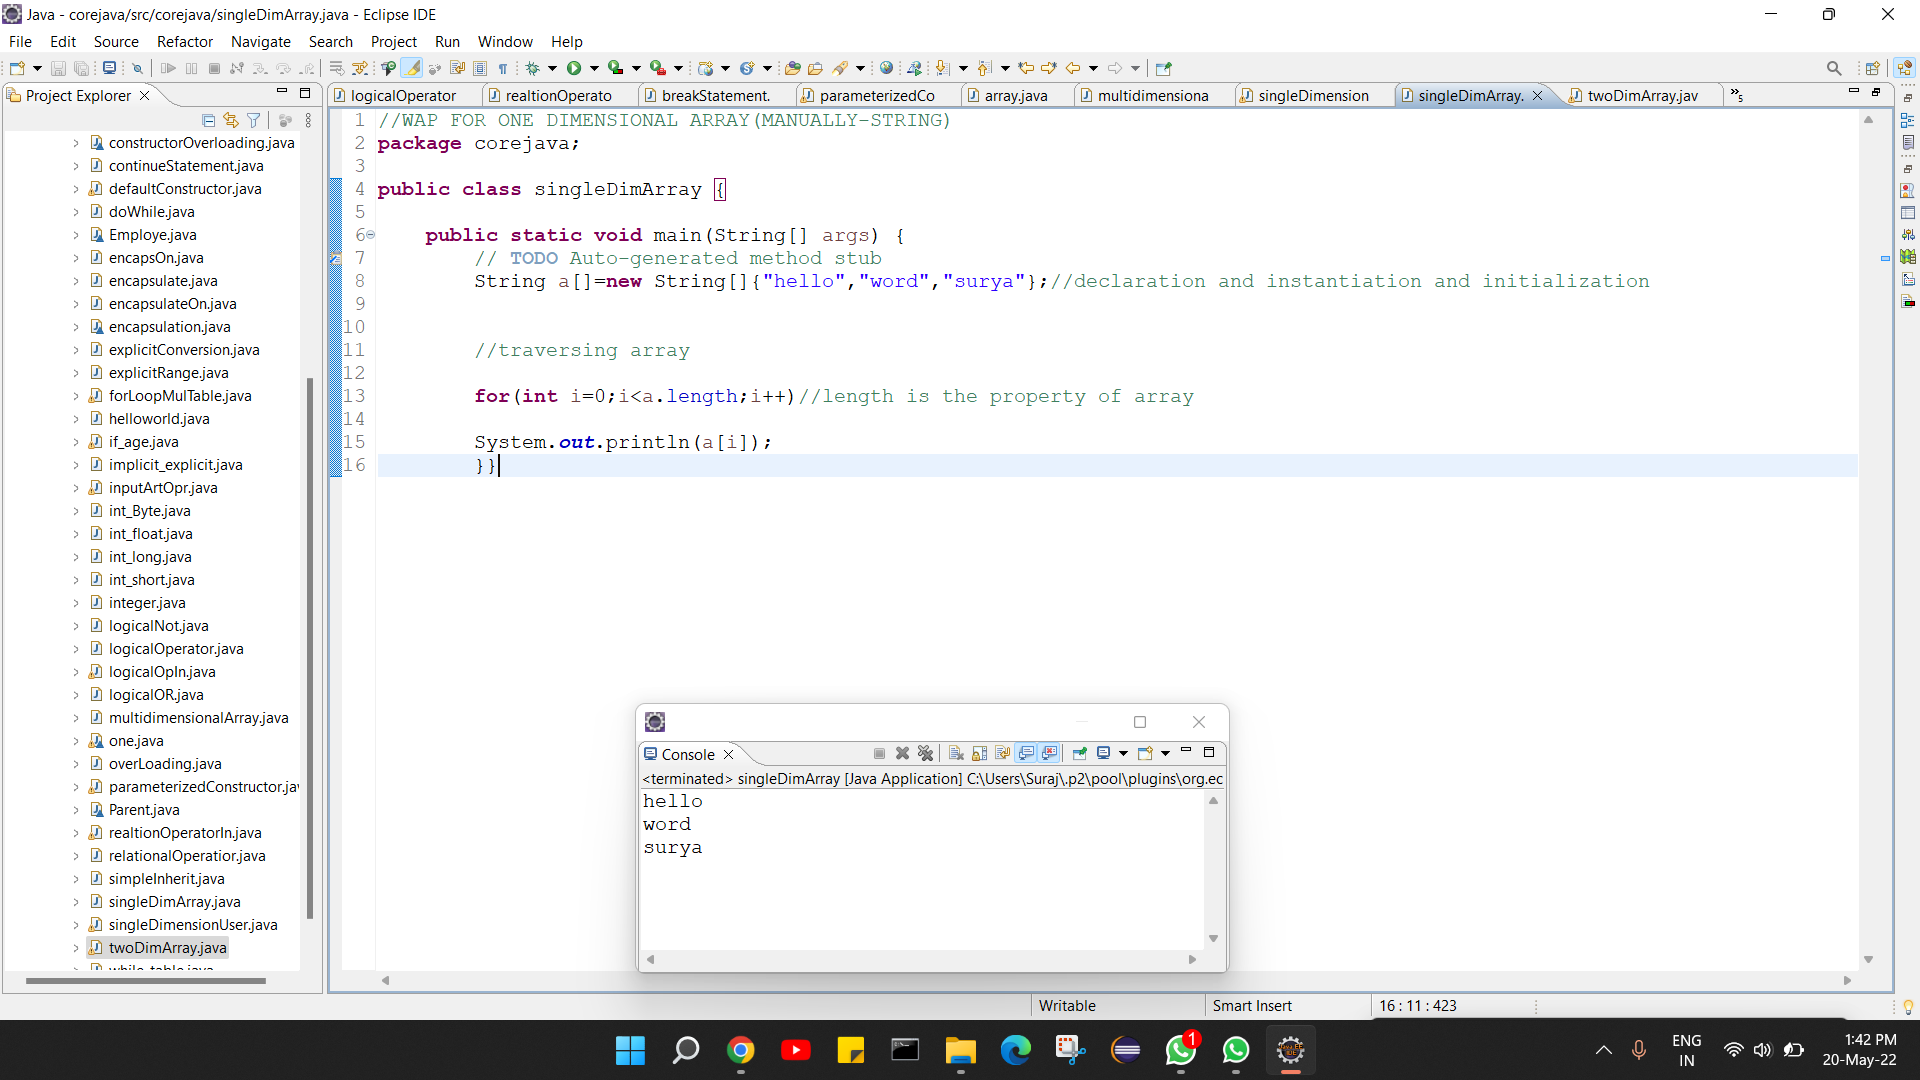 Java - corejava/src/corejava/singleDimArray.java - Eclipse IDE
File Edit Source Refactor Navigate Search Project Run Window Help
Project Explorer
logicalOperator realtionOperato breakStatement. parameterizedCo array.java multidimensiona singleDimension singleDimArray. twoDimArray.jav »5
constructorOverloading.java
continueStatement.java
defaultConstructor.java
doWhile.java
Employe.java
encapsOn.java
encapsulate.java
encapsulateOn.java
encapsulation.java
explicitConversion.java
explicitRange.java
forLoopMulTable.java
helloworld.java
if_age.java
implicit_explicit.java
inputArtOpr.java
int_Byte.java
int_float.java
int_long.java
int_short.java
integer.java
logicalNot.java
logicalOperator.java
logicalOpIn.java
logicalOR.java
multidimensionalArray.java
one.java
overLoading.java
parameterizedConstructor.jav
Parent.java
realtionOperatorIn.java
relationalOperatior.java
simpleInherit.java
singleDimArray.java
singleDimensionUser.java
twoDimArray.java
while_table.java
1 //WAP FOR ONE DIMENSIONAL ARRAY(MANUALLY-STRING)
2 package corejava;
3
4 public class singleDimArray {
5
6 public static void main(String[] args) {
7 // TODO Auto-generated method stub
8 String a[]=new String[]{"hello","word","surya"};//declaration and instantiation and initialization
9
10
11 //traversing array
12
13 for(int i=0;i<a.length;i++)//length is the property of array
14
15 System.out.println(a[i]);
16 }}
Console
<terminated> singleDimArray [Java Application] C:\Users\Suraj\.p2\pool\plugins\org.ec
hello
word
surya
Writable Smart Insert 16 : 11 : 423
1
ENG
IN
1:42 PM
20-May-22